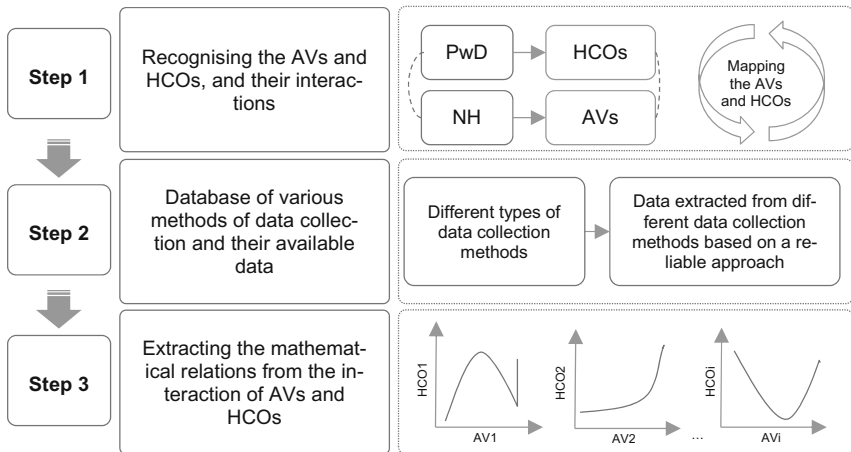 Step 1
Recognising the AVs and
HCOs, and their interac-
tions
PwD
HCOs
NH
AVs
Mapping
the AVs
and HCOs
Step 2
Database of various
methods of data collec-
tion and their available
data
Different types of
data collection
methods
Data extracted from dif-
ferent data collection
methods based on a re-
liable approach
Step 3
Extracting the mathemat-
ical relations from the in-
teraction of AVs and
HCOs
HCO1
AV1
HCO2
AV2
...
HCOi
AVi